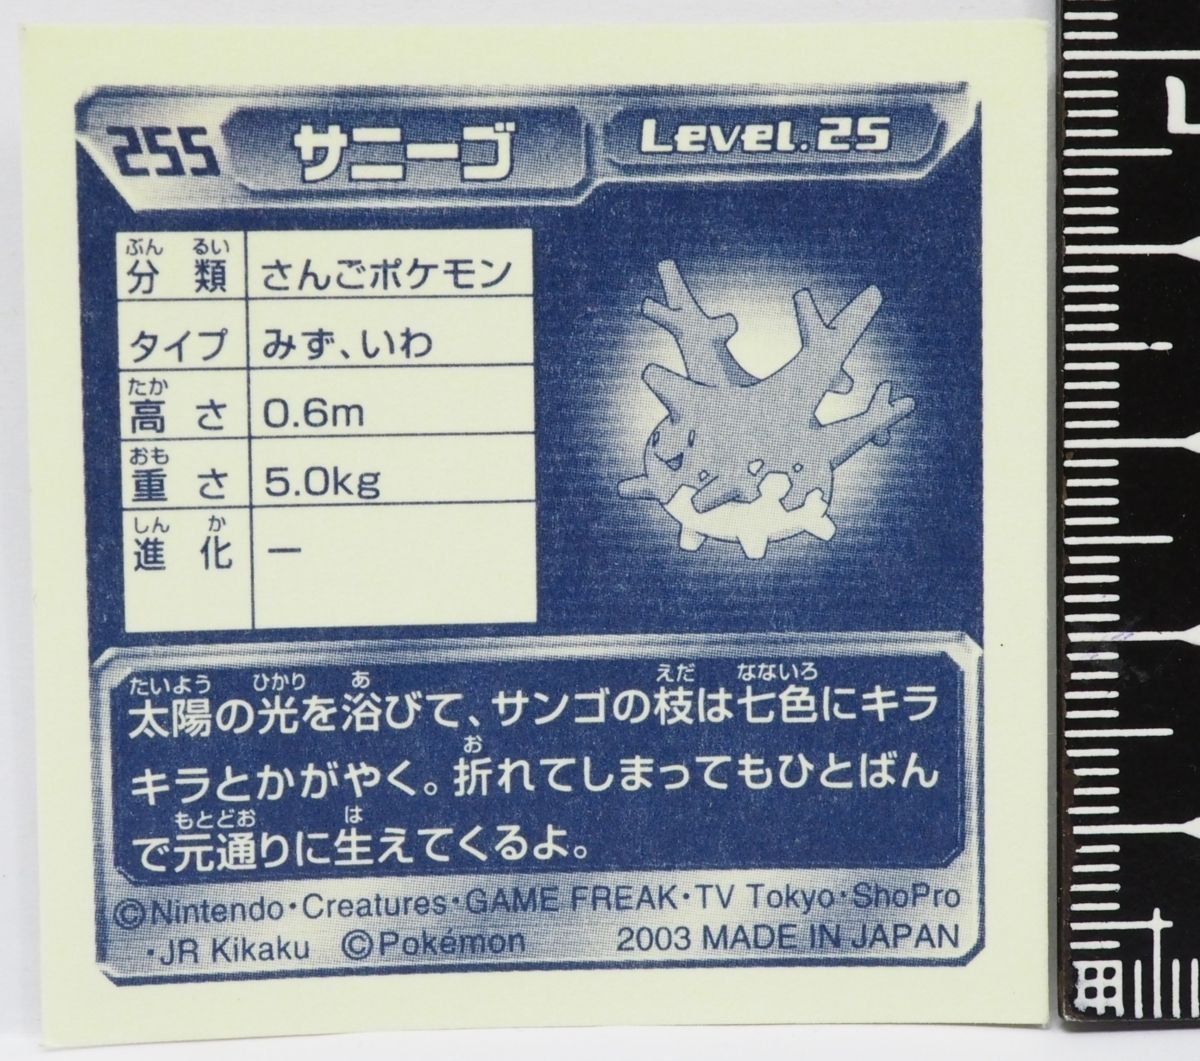 255 サニーゴ Level.25
ぶん るい
分 類 さんごポケモン
タイプ みず、いわ
たか
高 さ 0.6m
おも
重 さ 5.0kg
しん か
進 化 ー
たいよう ひかり あ えだ なないろ
太陽の光を浴びて、サンゴの枝は七色にキラ
お
キラとかがやく。折れてしまってもひとばん
もとどお は
で元通りに生えてくるよ。
©Nintendo・Creatures・GAME FREAK・TV Tokyo・ShoPro
・JR Kikaku ©Pokémon 2003 MADE IN JAPAN